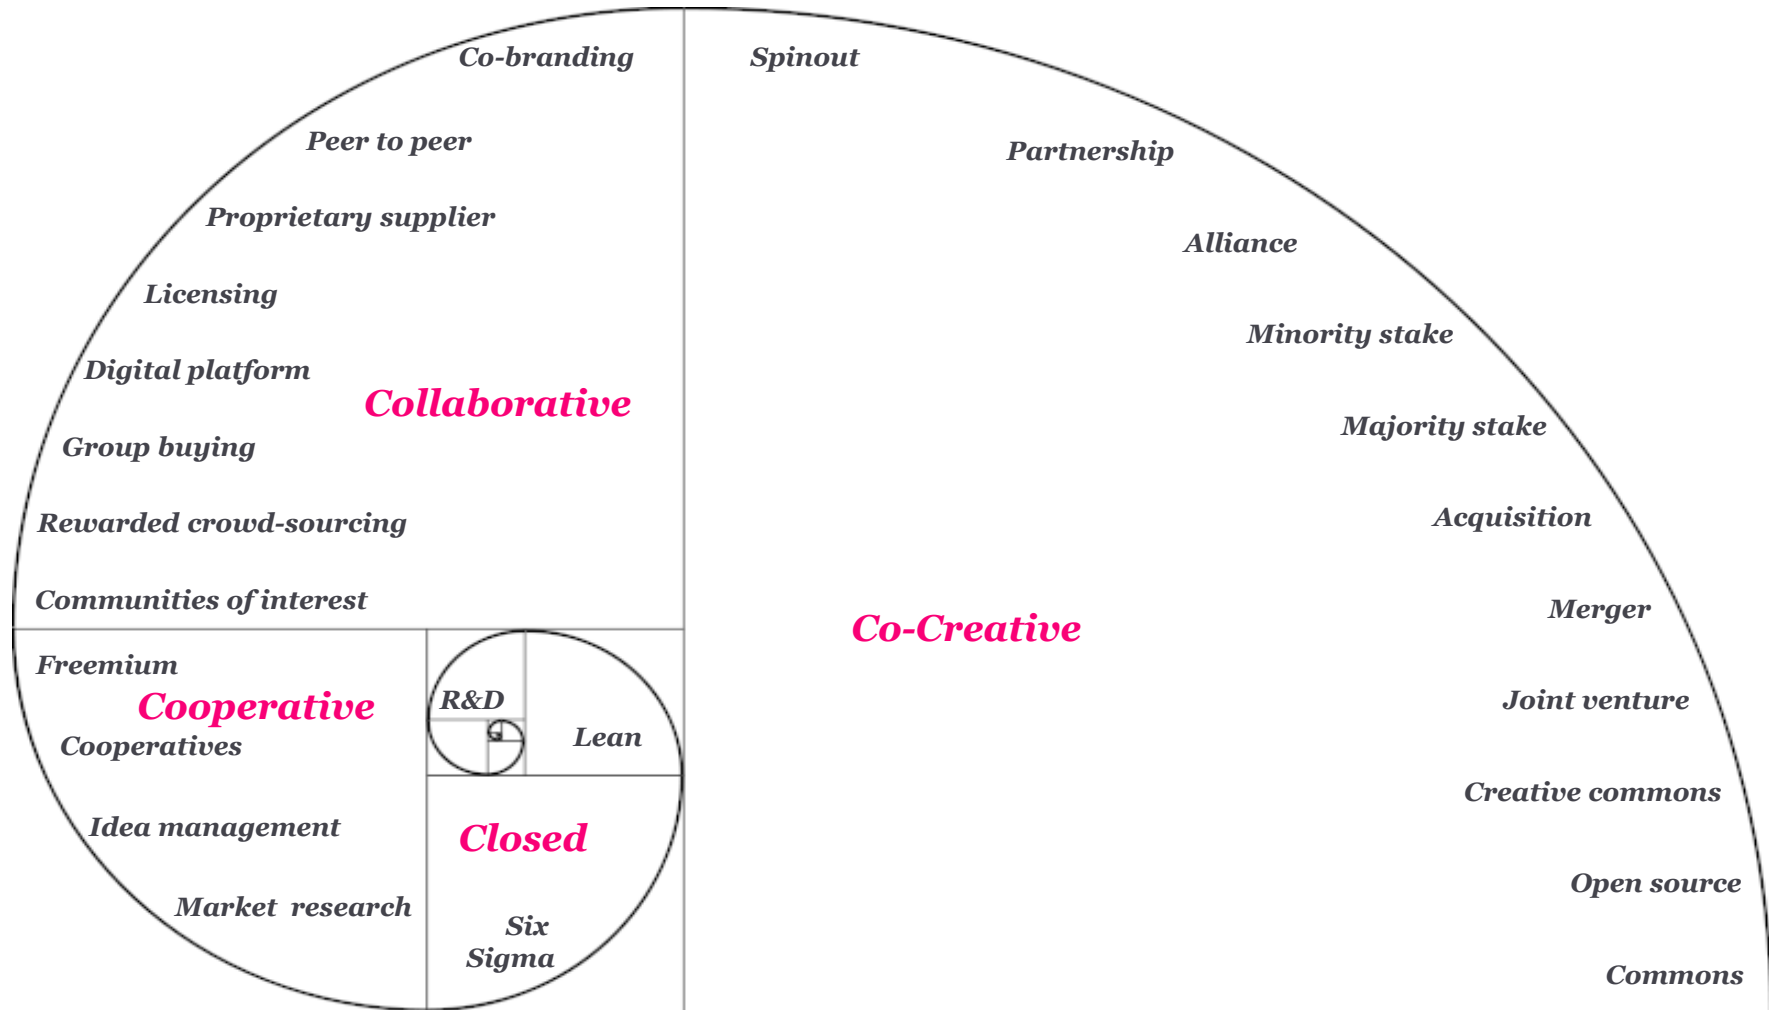 Co-branding
Spinout
Peer to peer
Partnership
Proprietary supplier
Alliance
Licensing
Minority stake
Digital platform
Collaborative
Majority stake
Group buying
Rewarded crowd-sourcing
Acquisition
Communities of interest
Merger
Co-Creative
Freemium
Cooperative
R&D
Joint venture
Cooperatives
Lean
Creative commons
Idea management
Closed
Open source
Market research
Six
Sigma
Commons